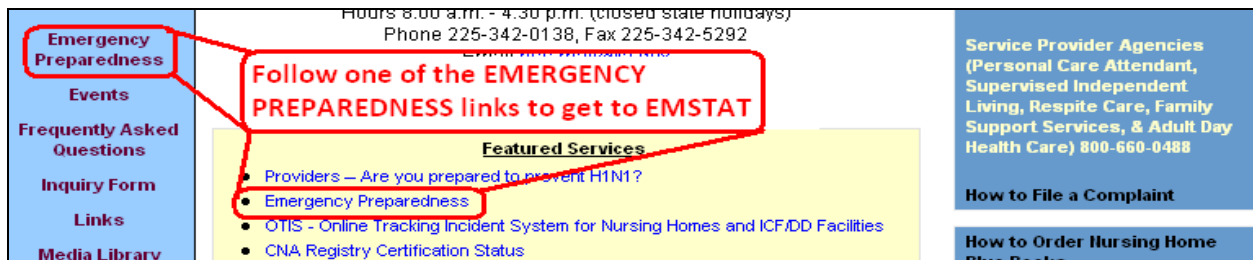 Emergency
Preparedness
Events
Frequently Asked
Questions
Inquiry Form
Links
Media Library
Hours 8:00 a.m. - 4:30 p.m. (closed state holidays)
Phone 225-342-0138, Fax 225-342-5292
Follow one of the EMERGENCY
PREPAREDNESS links to get to EMSTAT
Featured Services
Providers – Are you prepared to prevent H1N1?
Emergency Preparedness
OTIS - Online Tracking Incident System for Nursing Homes and ICF/DD Facilities
CNA Registry Certification Status
Service Provider Agencies
(Personal Care Attendant,
Supervised Independent
Living, Respite Care, Family
Support Services, & Adult Day
Health Care) 800-660-0488
How to File a Complaint
How to Order Nursing Home